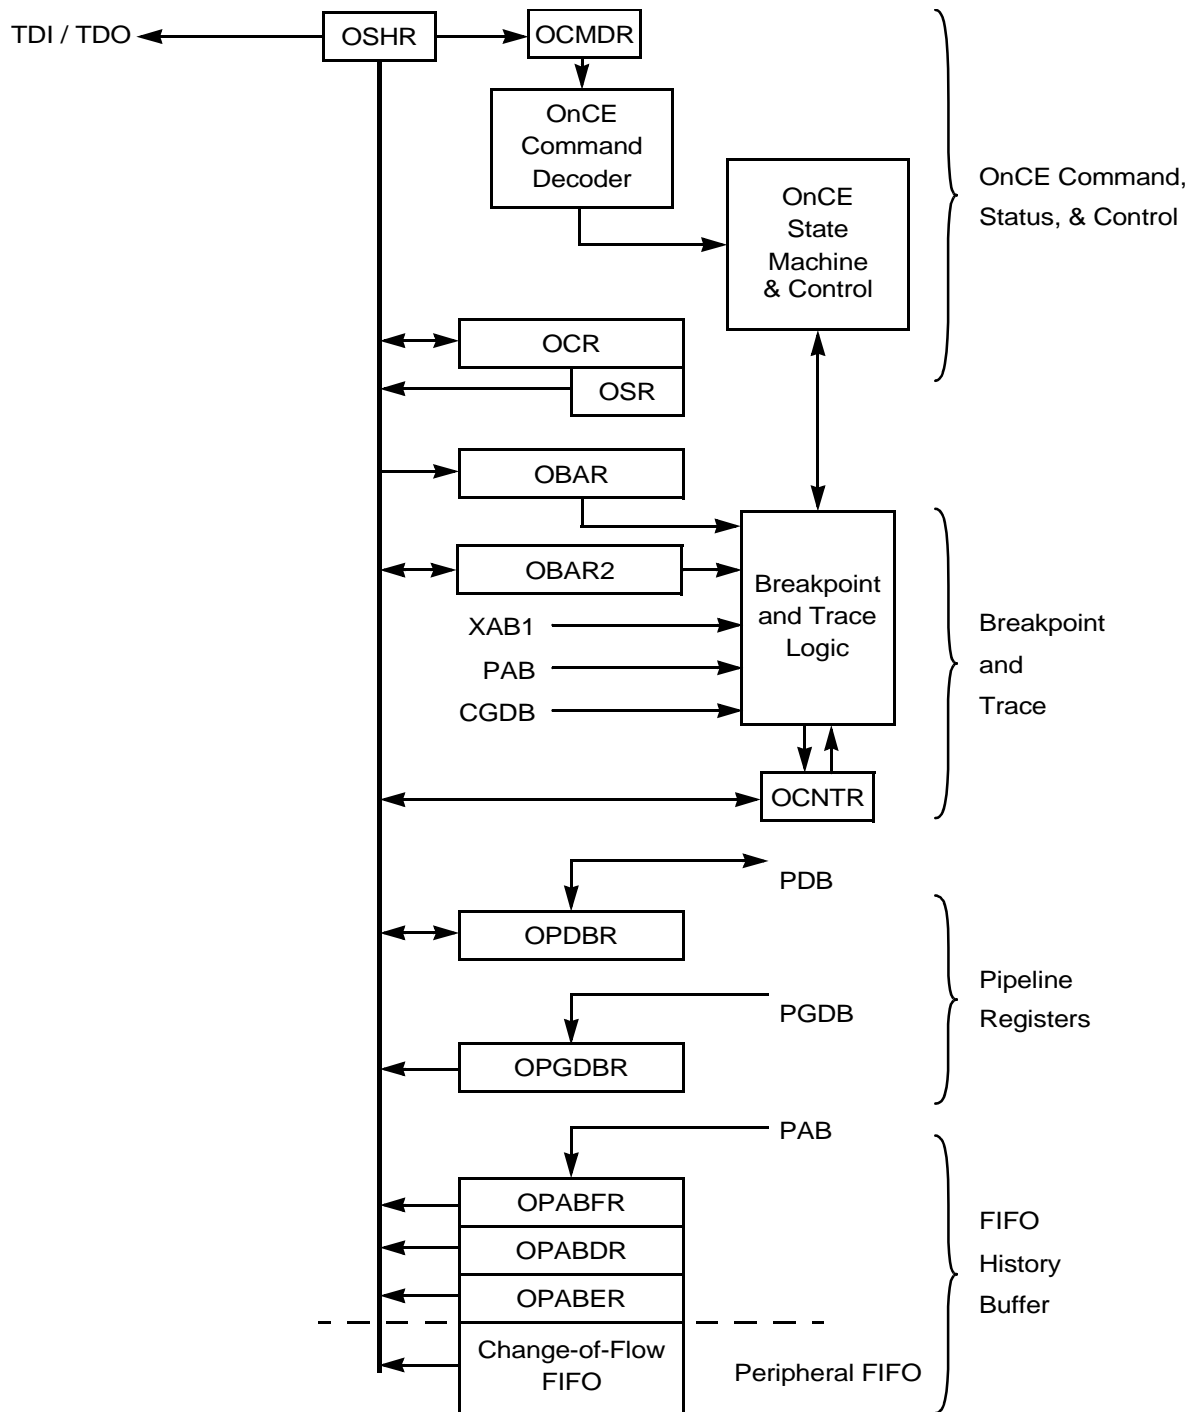 TDI / TDO
OSHR
OCMDR
OnCE
Command
Decoder
OnCE
State
Machine
& Control
OnCE Command,
Status, & Control
OCR
OSR
OBAR
OBAR2
XAB1
PAB
CGDB
Breakpoint
and Trace
Logic
Breakpoint
and
Trace
OCNTR
PDB
OPDBR
PGDB
OPGDBR
Pipeline
Registers
PAB
OPABFR
OPABDR
OPABER
Change-of-Flow
FIFO
Peripheral FIFO
FIFO
History
Buffer